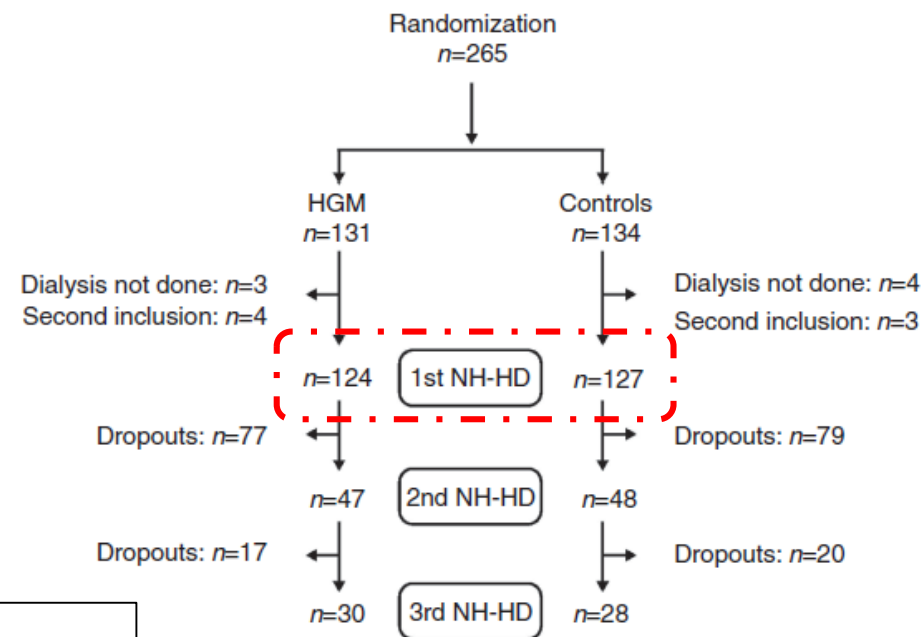 Randomization
n=265
HGM
n=131
Controls
n=134
Dialysis not done: n=3
Second inclusion: n=4
Dialysis not done: n=4
Second inclusion: n=3
n=124
1st NH-HD
n=127
Dropouts: n=77
Dropouts: n=79
n=47
2nd NH-HD
n=48
Dropouts: n=17
Dropouts: n=20
n=30
3rd NH-HD
n=28